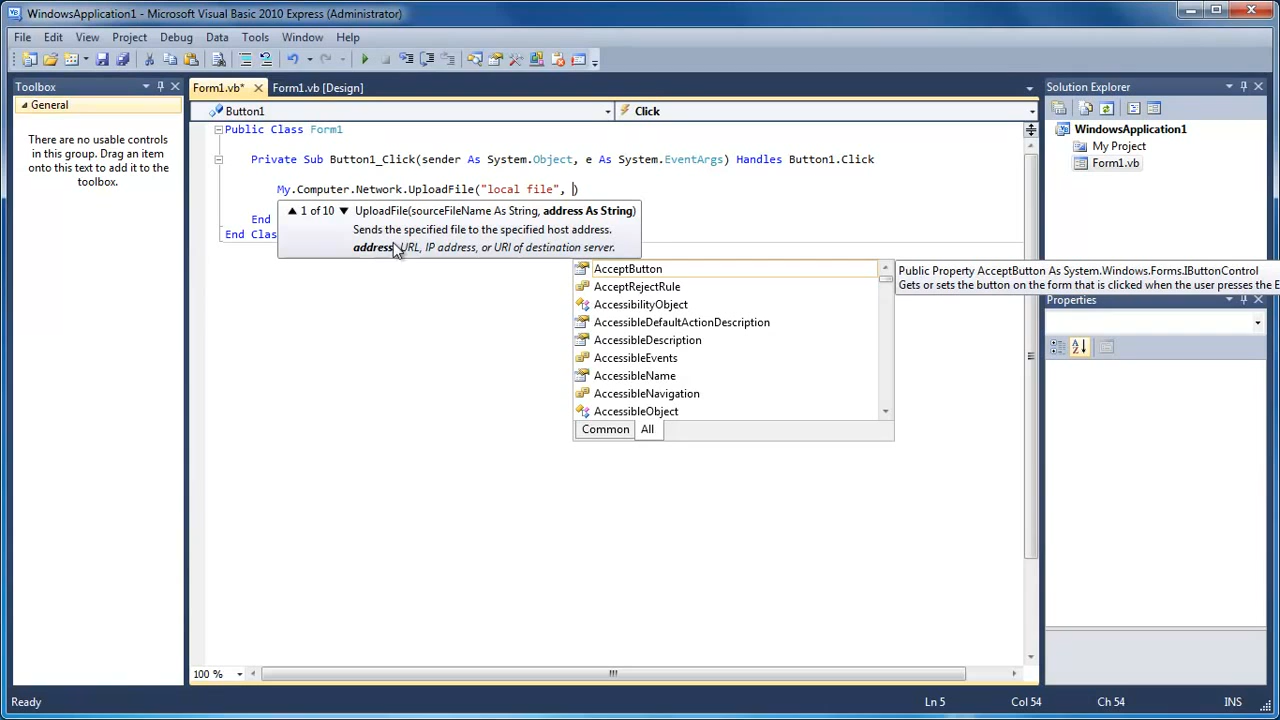 WindowsApplication1 - Microsoft Visual Basic 2010 Express (Administrator)
File Edit View Project Debug Data Tools Window Help
Toolbox
General
There are no usable controls
in this group. Drag an item
onto this text to add it to the
toolbox.
Form1.vb* Form1.vb [Design]
Button1 Click
Public Class Form1
Private Sub Button1_Click(sender As System.Object, e As System.EventArgs) Handles Button1.Click
My.Computer.Network.UploadFile("local file", )
1 of 10 UploadFile(sourceFileName As String, address As String)
Sends the specified file to the specified host address.
address: URL, IP address, or URI of destination server.
End
End Clas
AcceptButton
AcceptRejectRule
AccessibilityObject
AccessibleDefaultActionDescription
AccessibleDescription
AccessibleEvents
AccessibleName
AccessibleNavigation
AccessibleObject
Common All
Public Property AcceptButton As System.Windows.Forms.IButtonControl
Gets or sets the button on the form that is clicked when the user presses the E
Solution Explorer
WindowsApplication1
My Project
Form1.vb
Properties
100 %
Ready Ln 5 Col 54 Ch 54 INS